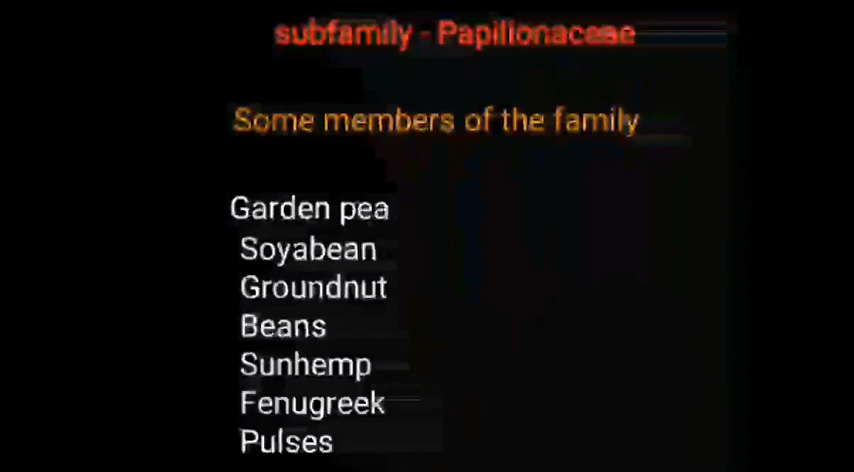 subfamily - Papilionaceae
Some members of the family
Garden pea
Soyabean
Groundnut
Beans
Sunhemp
Fenugreek
Pulses